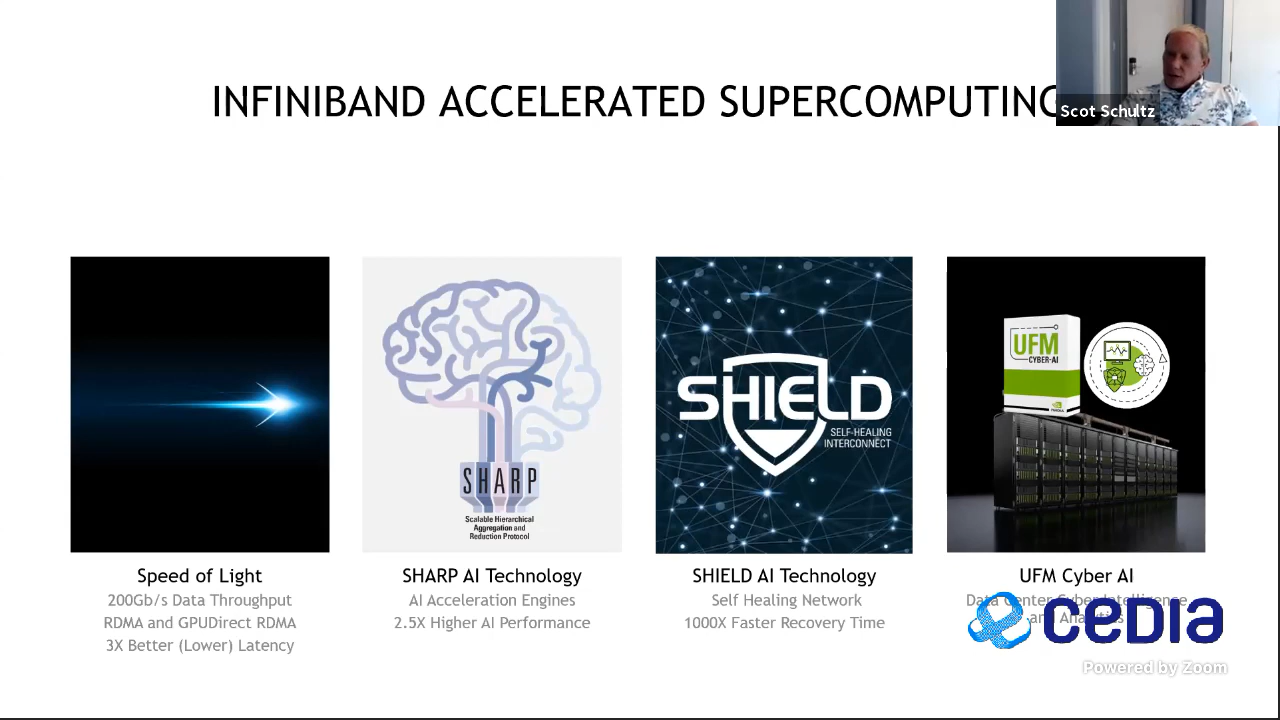 INFINIBAND ACCELERATED SUPERCOMPUTING
Scot Schultz
SHARP
Scalable Hierarchical
Aggregation and
Reduction Protocol
SHIELD
SELF-HEALING
INTERCONNECT
UFM
CYBER-AI
Speed of Light
200Gb/s Data Throughput
RDMA and GPUDirect RDMA
3X Better (Lower) Latency
SHARP AI Technology
AI Acceleration Engines
2.5X Higher AI Performance
SHIELD AI Technology
Self Healing Network
1000X Faster Recovery Time
UFM Cyber AI
Data Center Cyber Intelligence
and Analytics
CEDIA
Powered by Zoom